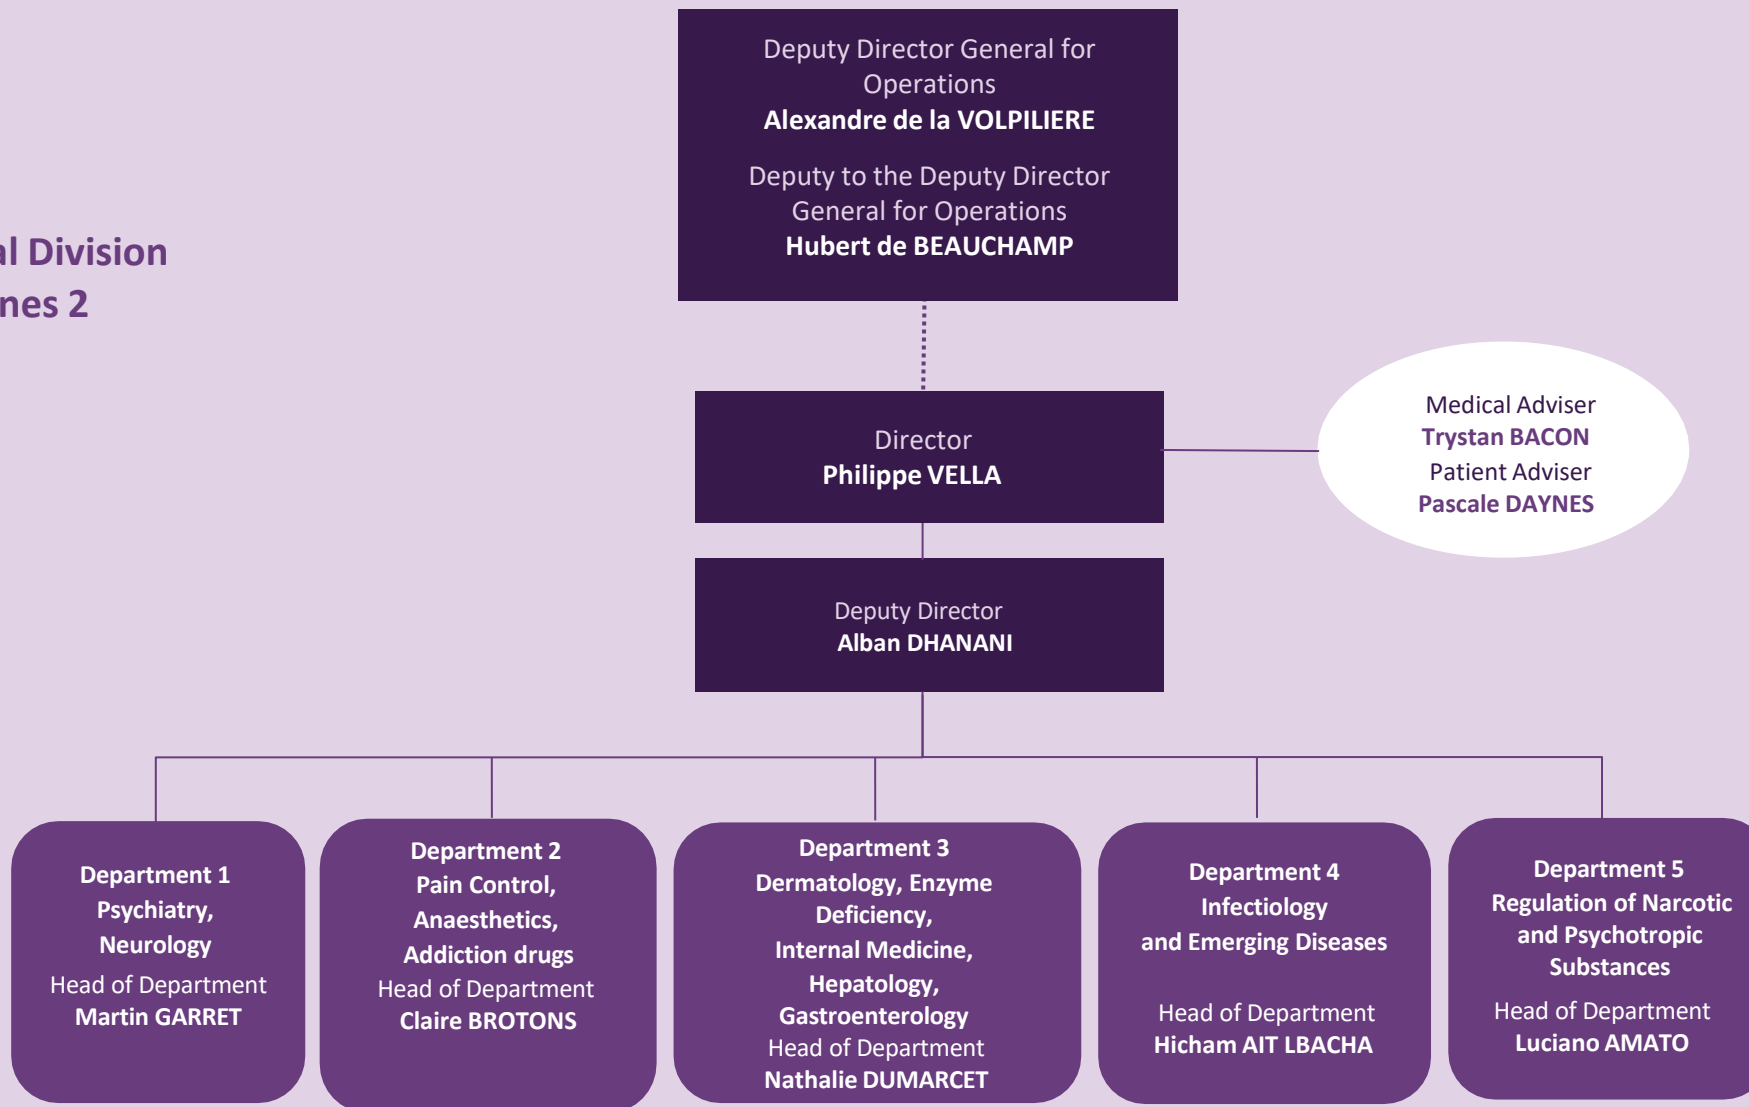 Deputy Director General for
Operations
Alexandre de la VOLPILIERE
Deputy to the Deputy Director
General for Operations
Hubert de BEAUCHAMP
al Division
nes 2
Director
Philippe VELLA
Medical Adviser
Trystan BACON
Patient Adviser
Pascale DAYNES
Deputy Director
Alban DHANANI
Department 1
Psychiatry,
Neurology
Head of Department
Martin GARRET
Department 2
Pain Control,
Anaesthetics,
Addiction drugs
Head of Department
Claire BROTONS
Department 3
Dermatology, Enzyme
Deficiency,
Internal Medicine,
Hepatology,
Gastroenterology
Head of Department
Nathalie DUMARCET
Department 4
Infectiology
and Emerging Diseases
Head of Department
Hicham AIT LBACHA
Department 5
Regulation of Narcotic
and Psychotropic
Substances
Head of Department
Luciano AMATO